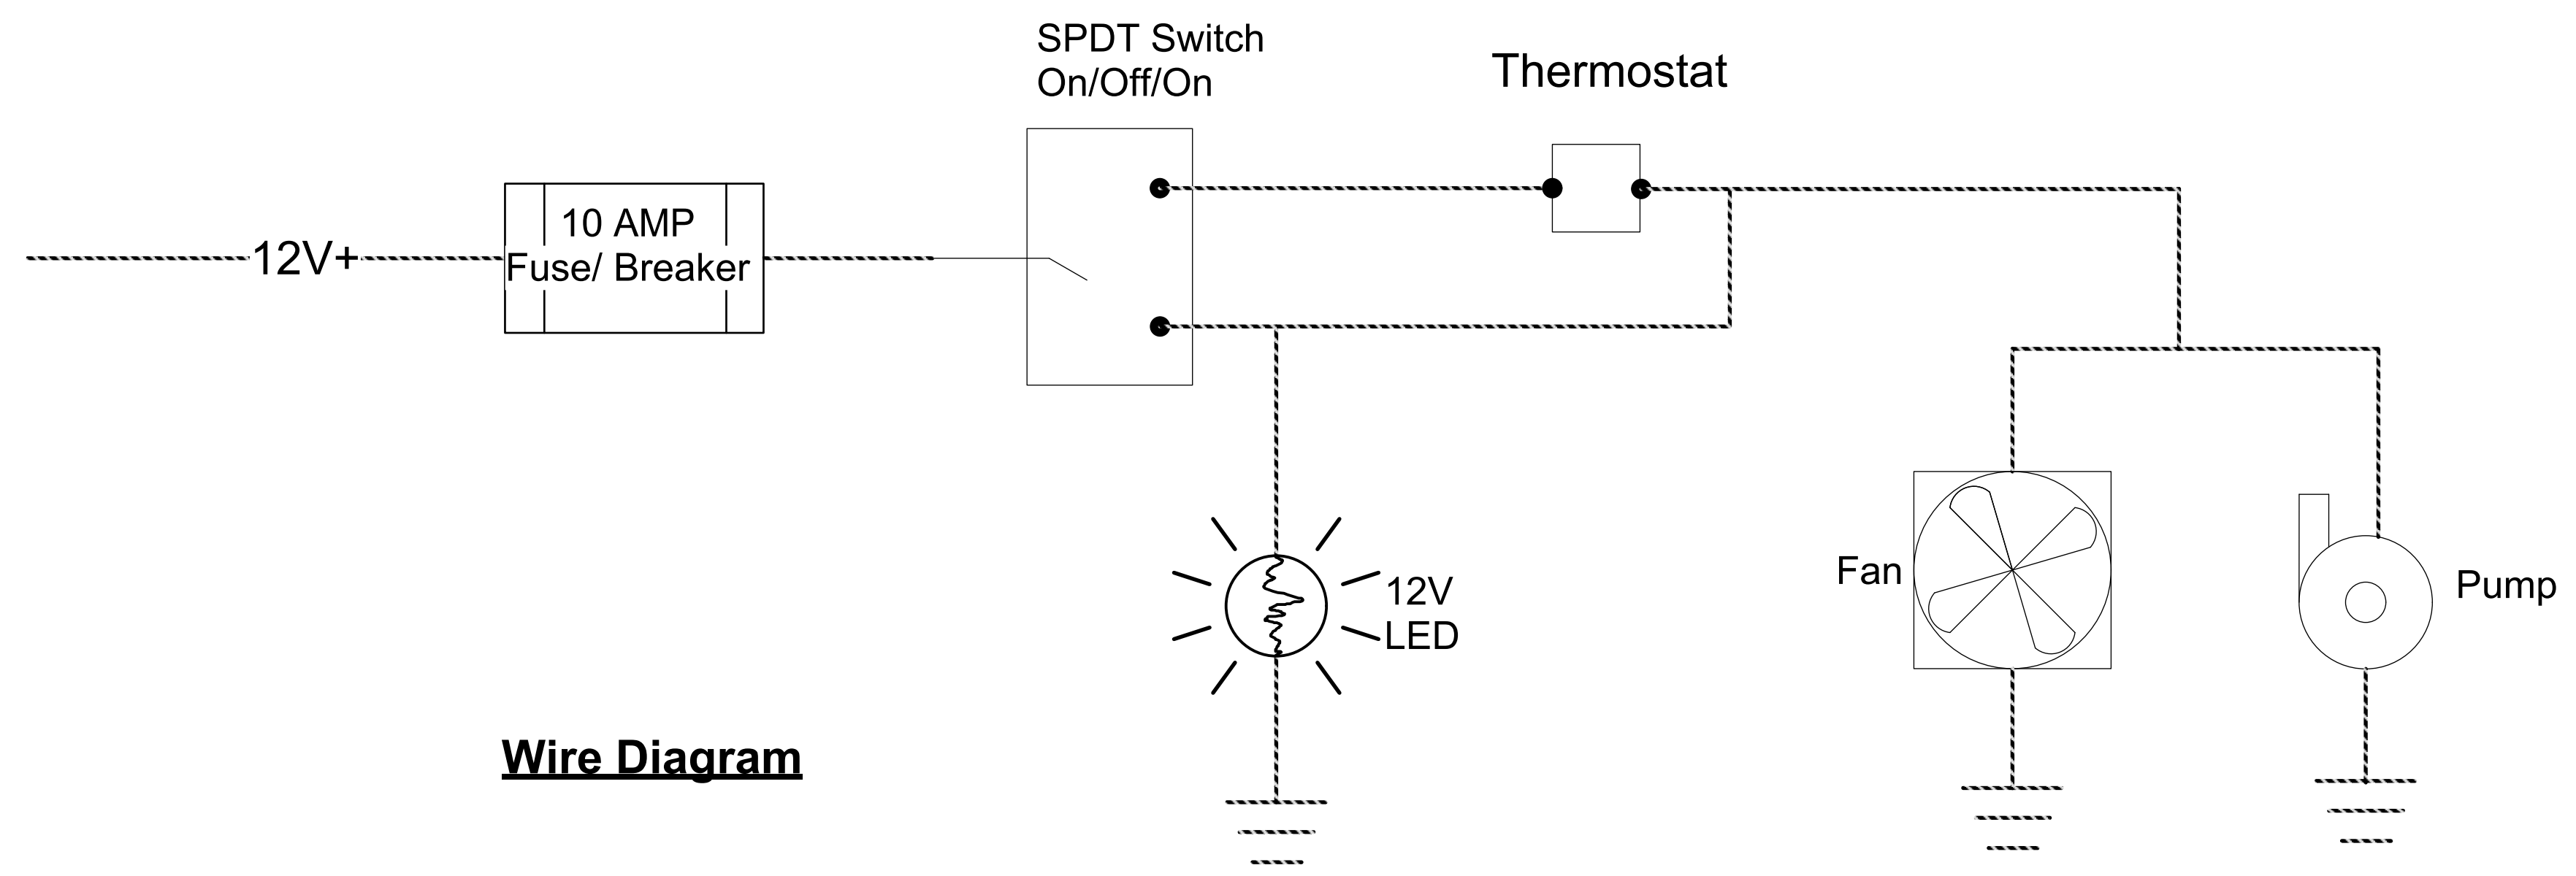 SPDT Switch
On/Off/On
Thermostat
12V+
10 AMP
Fuse/ Breaker
12V
LED
Fan
Pump
Wire Diagram